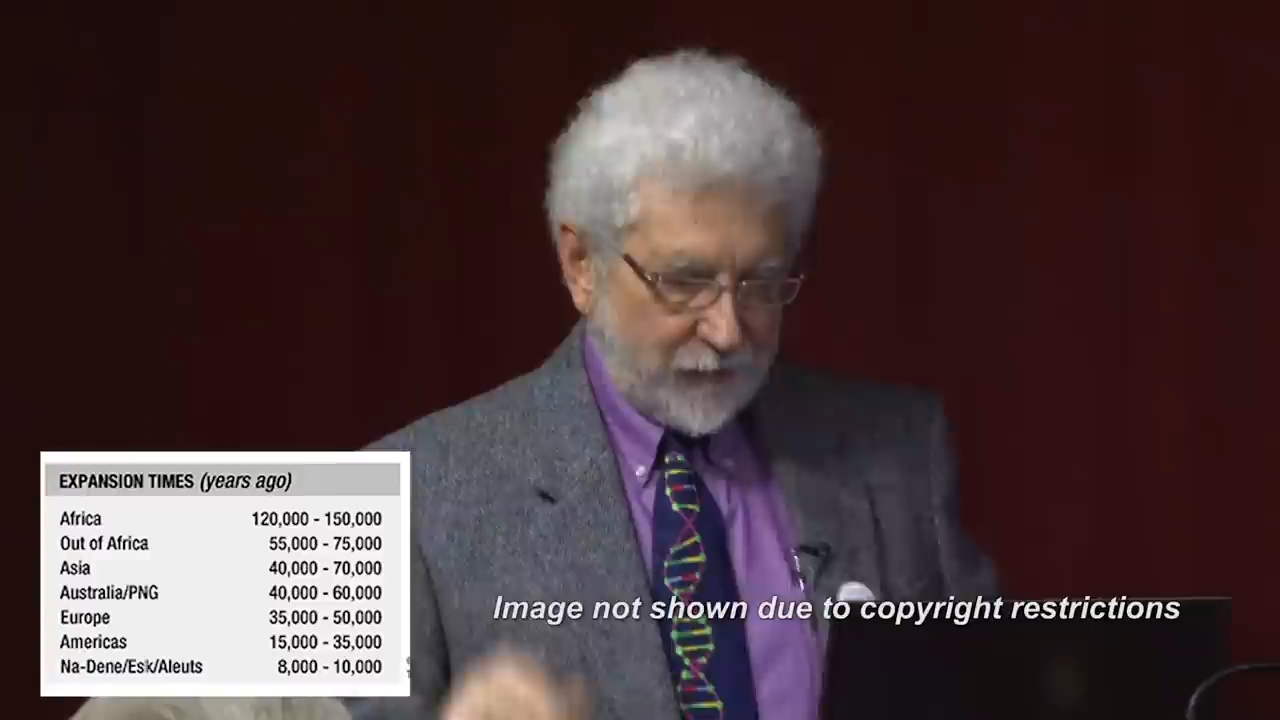 EXPANSION TIMES (years ago)
Africa 120,000 - 150,000
Out of Africa 55,000 - 75,000
Asia 40,000 - 70,000
Australia/PNG 40,000 - 60,000
Europe 35,000 - 50,000
Americas 15,000 - 35,000
Na-Dene/Esk/Aleuts 8,000 - 10,000
Image not shown due to copyright restrictions